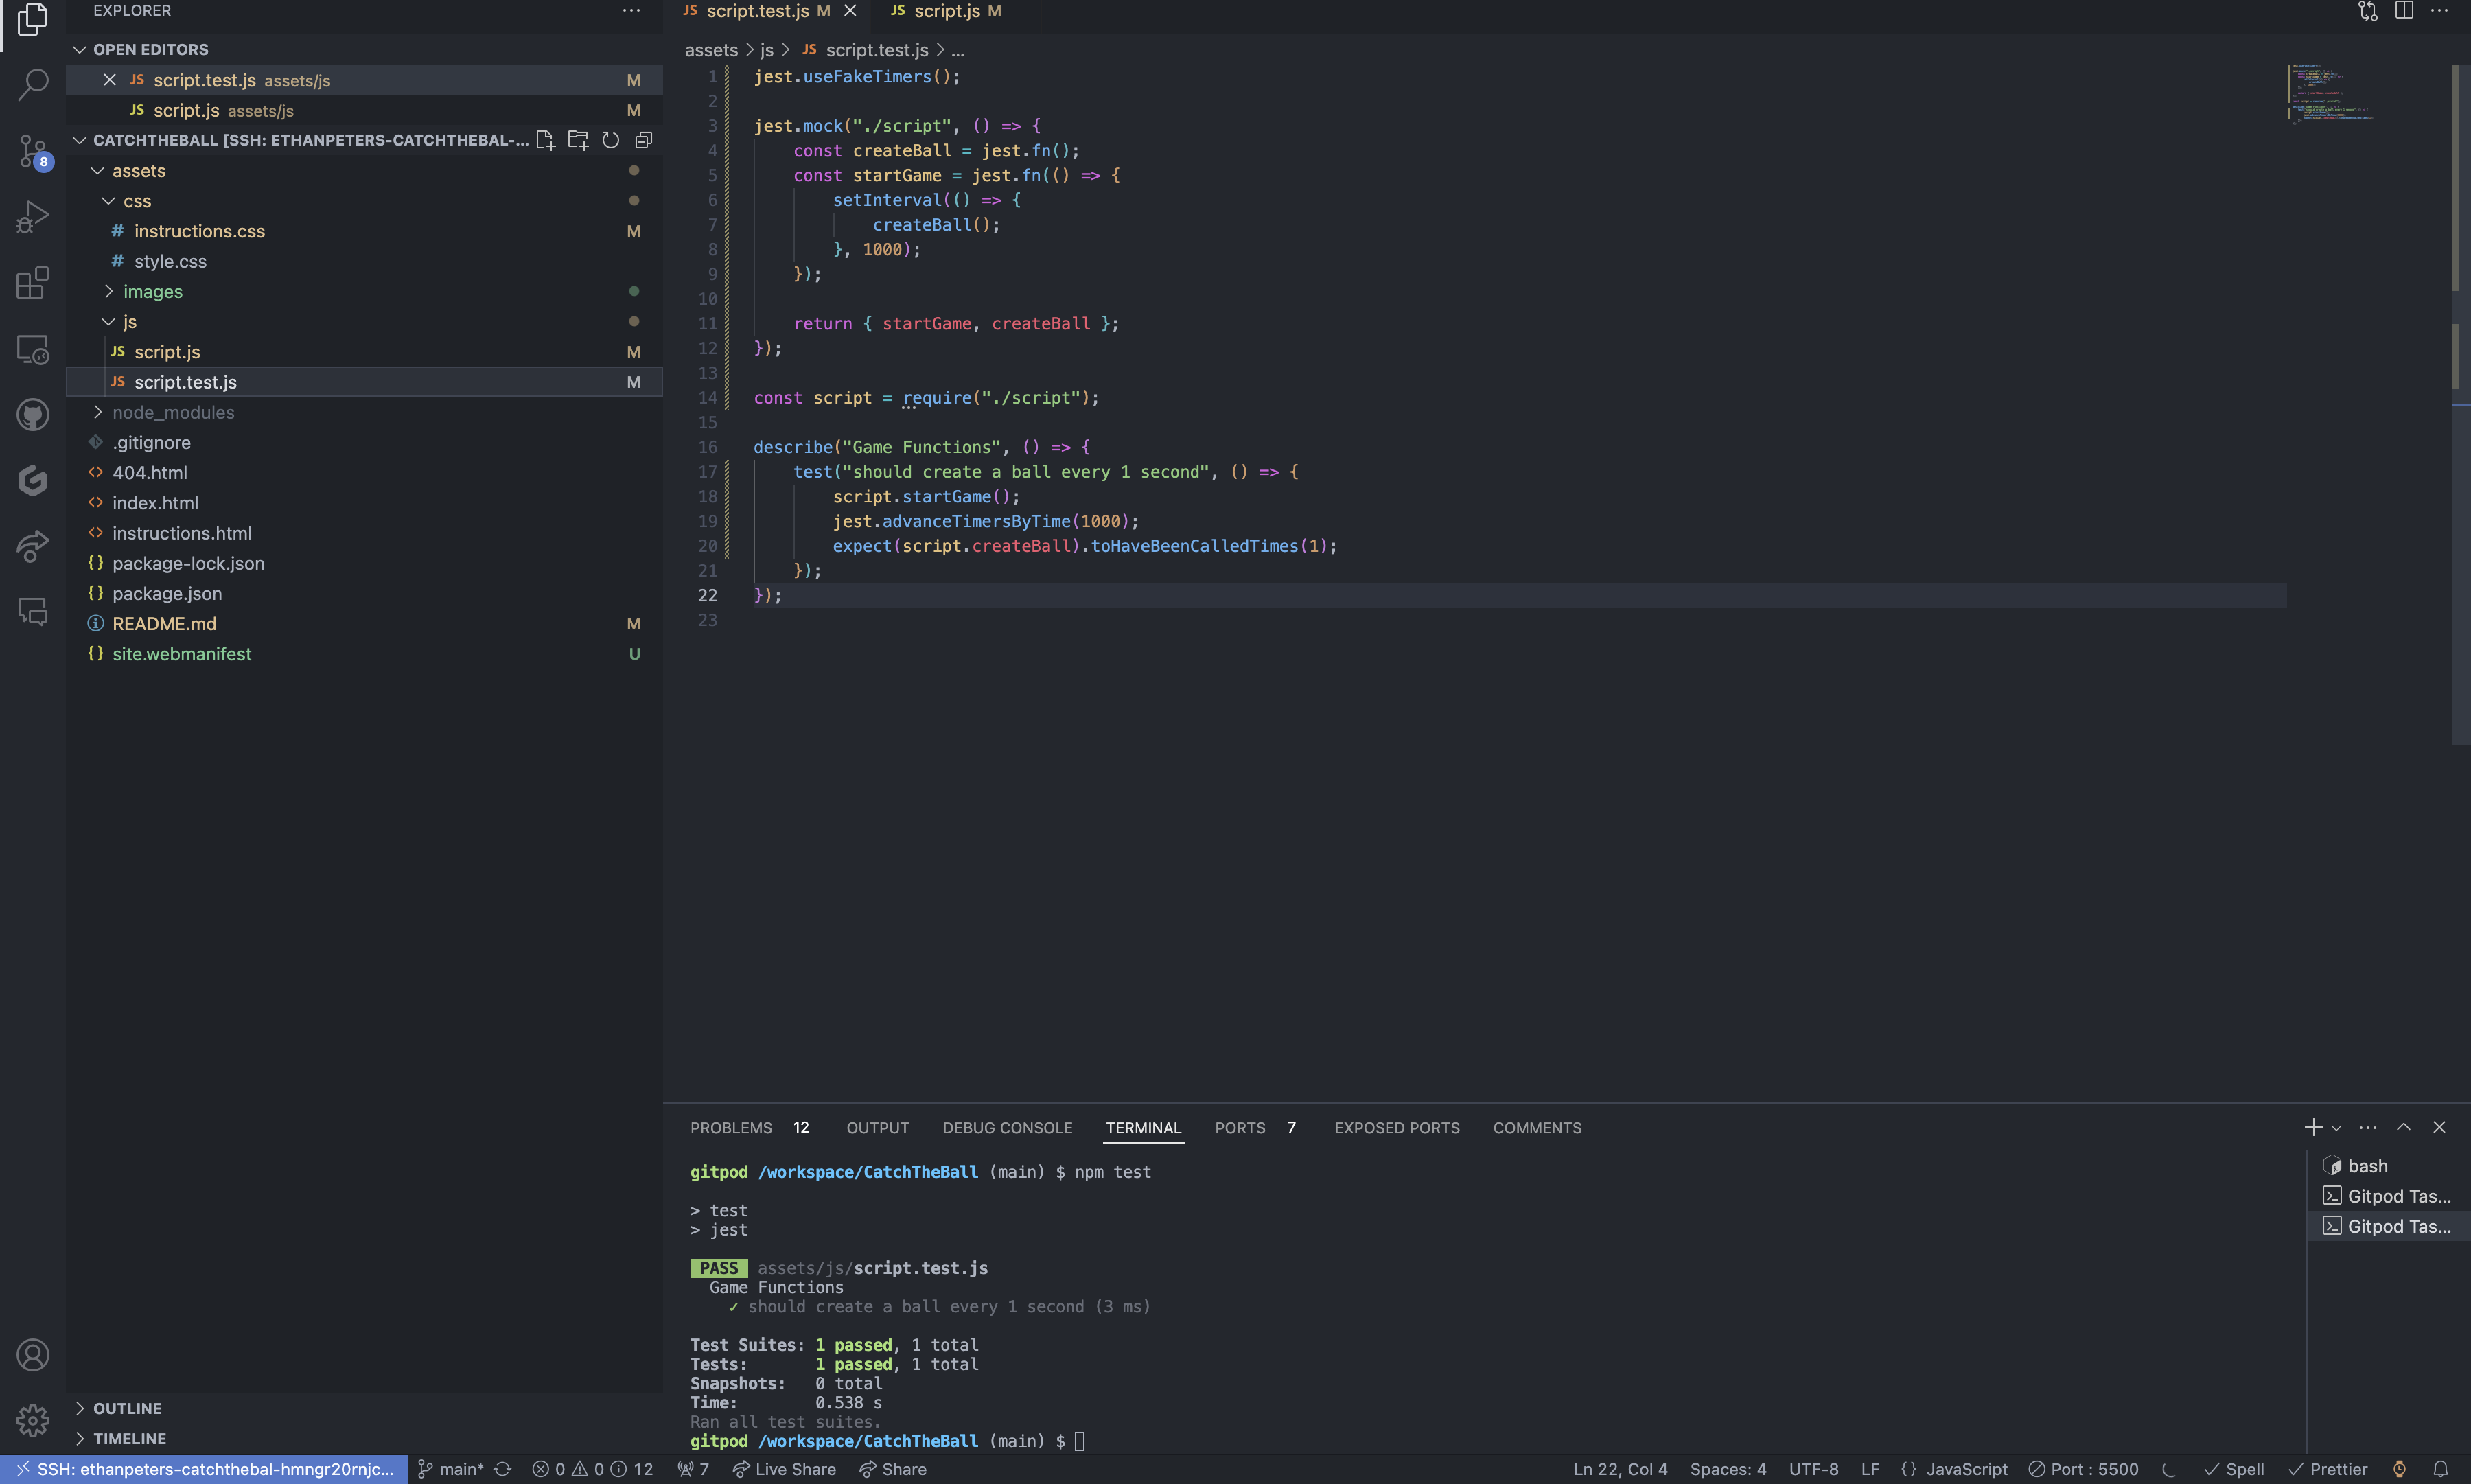 EXPLORER
OPEN EDITORS
JS script.test.js assets/js M
JS script.js assets/js M
CATCHTHEBALL [SSH: ETHANPETERS-CATCHTHEBAL-...
assets
css
# instructions.css M
# style.css
images
js
JS script.js M
JS script.test.js M
node_modules
.gitignore
<> 404.html
<> index.html
<> instructions.html
{} package-lock.json
{} package.json
README.md M
{} site.webmanifest U
OUTLINE
TIMELINE
8
JS script.test.js M JS script.js M
assets > js > JS script.test.js > ...
1 jest.useFakeTimers();
2
3 jest.mock("./script", () => {
4 const createBall = jest.fn();
5 const startGame = jest.fn(() => {
6 setInterval(() => {
7 createBall();
8 }, 1000);
9 });
10
11 return { startGame, createBall };
12 });
13
14 const script = require("./script");
15
16 describe("Game Functions", () => {
17 test("should create a ball every 1 second", () => {
18 script.startGame();
19 jest.advanceTimersByTime(1000);
20 expect(script.createBall).toHaveBeenCalledTimes(1);
21 });
22 });
23
PROBLEMS 12 OUTPUT DEBUG CONSOLE TERMINAL PORTS 7 EXPOSED PORTS COMMENTS
gitpod /workspace/CatchTheBall (main) $ npm test
> test
> jest
PASS assets/js/script.test.js
Game Functions
✓ should create a ball every 1 second (3 ms)
Test Suites: 1 passed, 1 total
Tests: 1 passed, 1 total
Snapshots: 0 total
Time: 0.538 s
Ran all test suites.
gitpod /workspace/CatchTheBall (main) $
bash
Gitpod Tas...
Gitpod Tas...
SSH: ethanpeters-catchthebal-hmngr20rnjc... main* 0 0 12 7 Live Share Share Ln 22, Col 4 Spaces: 4 UTF-8 LF {} JavaScript Port : 5500 Spell Prettier